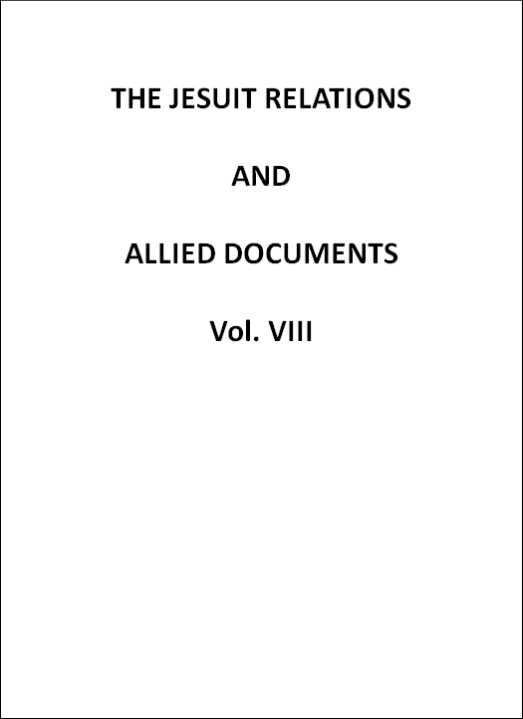 THE JESUIT RELATIONS
AND
ALLIED DOCUMENTS
Vol. VIII